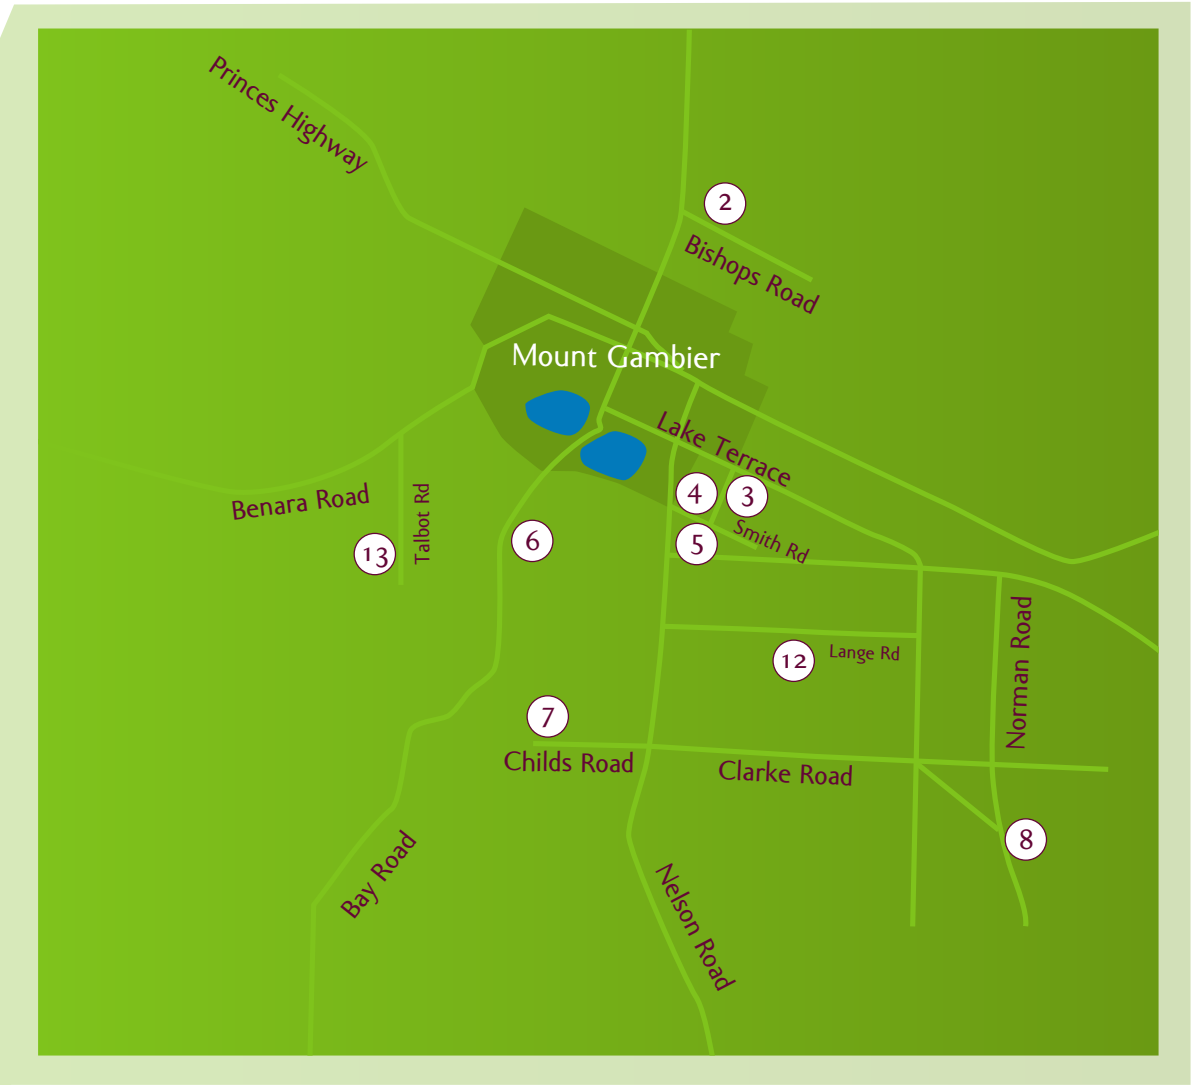 Princes Highway
2
Bishops Road
Mount Gambier
Lake Terrace
Benara Road
Talbot Rd
4
3
13
6
5
Smith Rd
Norman Road
12
Lange Rd
7
Childs Road
Clarke Road
8
Bay Road
Nelson Road